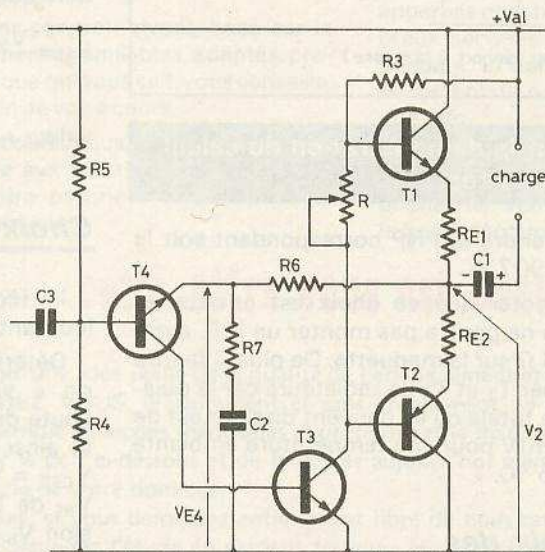 +Val
R3
R5
T1
charge
R
RE1
C1
- +
T4
R6
C3
R7
RE2
T2
R4
C2
T3
V2
VE4